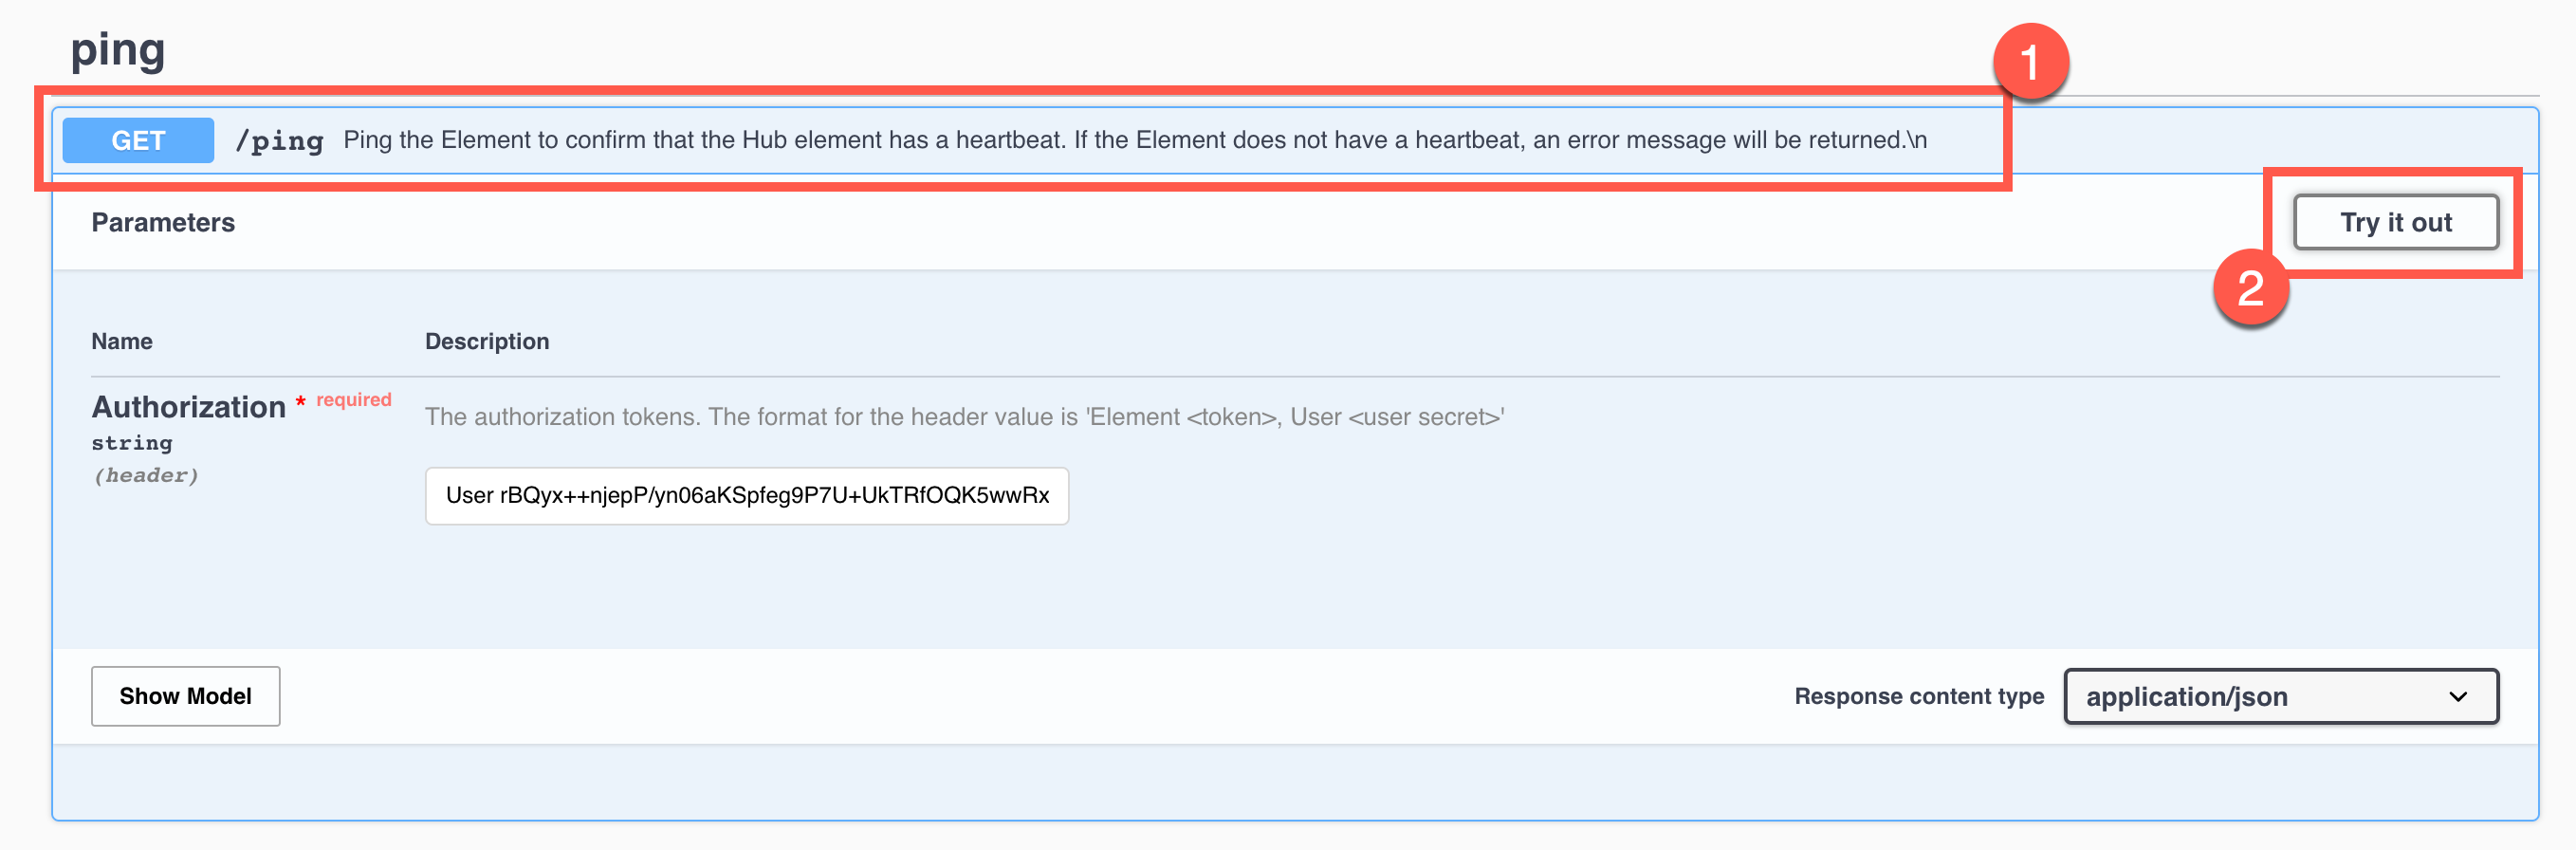 ping
1
GET /ping Ping the Element to confirm that the Hub element has a heartbeat. If the Element does not have a heartbeat, an error message will be returned.\n
Parameters
Try it out
2
Name Description
Authorization * required
The authorization tokens. The format for the header value is 'Element <token>, User <user secret>'
string
(header)
User rBQyx++njepP/yn06aKSpfeg9P7U+UkTRfOQK5wwRx
Show Model
Response content type application/json